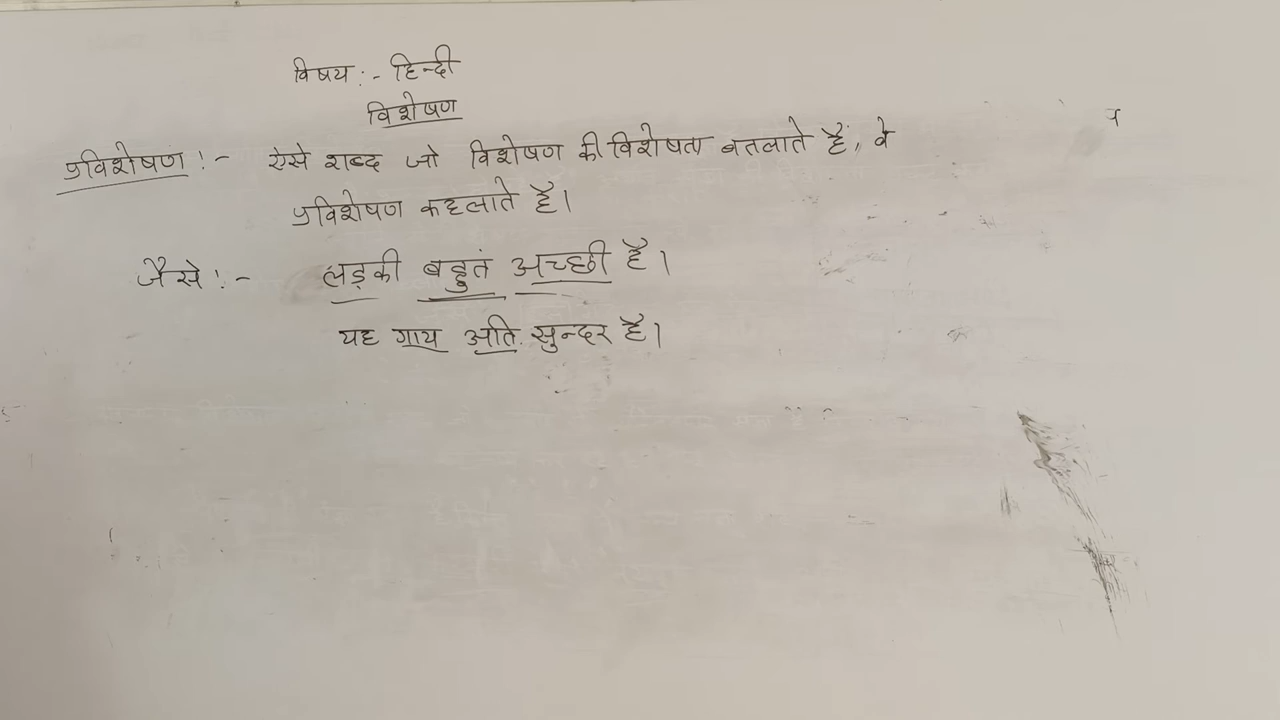 विषय :- हिन्दी
विशेषण
प्रविशेषण :- ऐसे शब्द जो विशेषण की विशेषता बतलाते हैं, वे
प्रविशेषण कहलाते हैं।
जैसे :- लड़की बहुत अच्छी है।
यह गाय अति सुन्दर है।